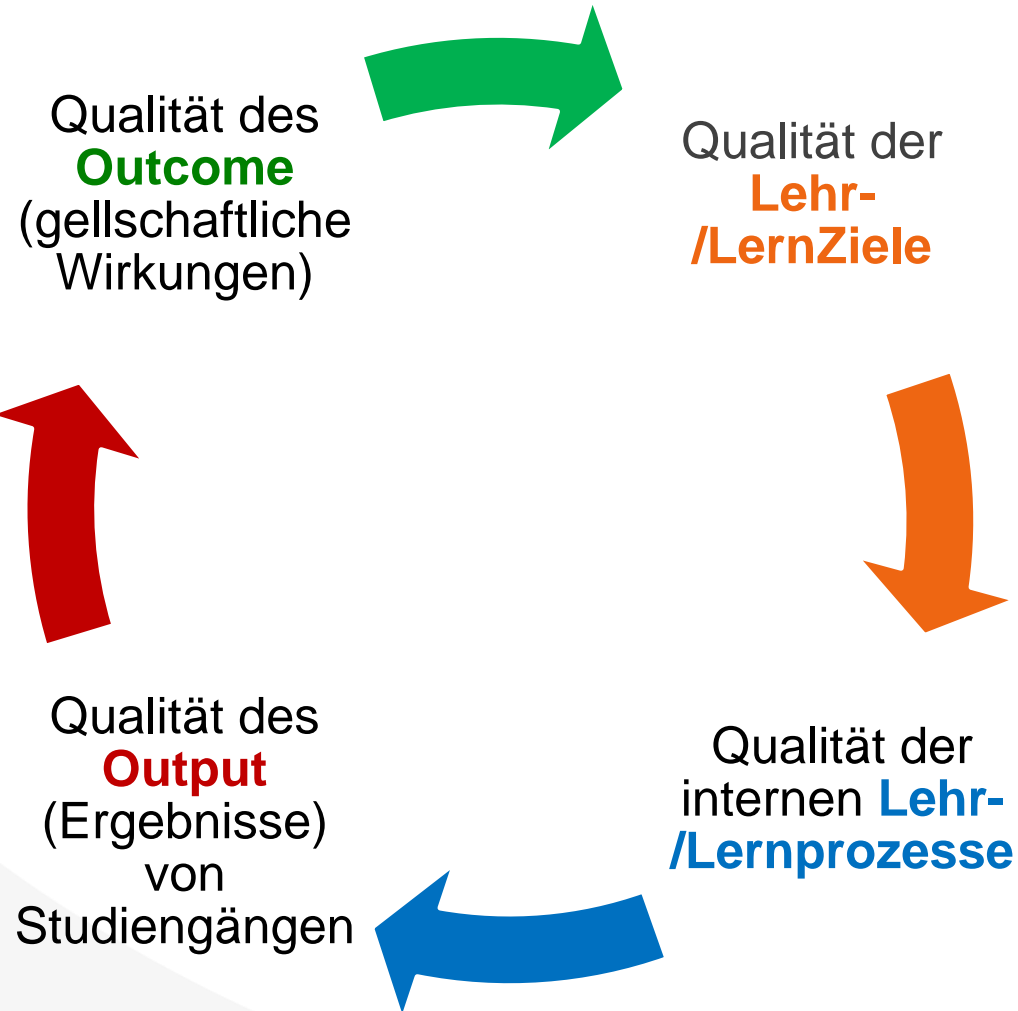 Qualität des
Outcome
(gellschaftliche
Wirkungen)
Qualität der
Lehr-
/LernZiele
Qualität der
internen Lehr-
/Lernprozesse
Qualität des
Output
(Ergebnisse)
von
Studiengängen